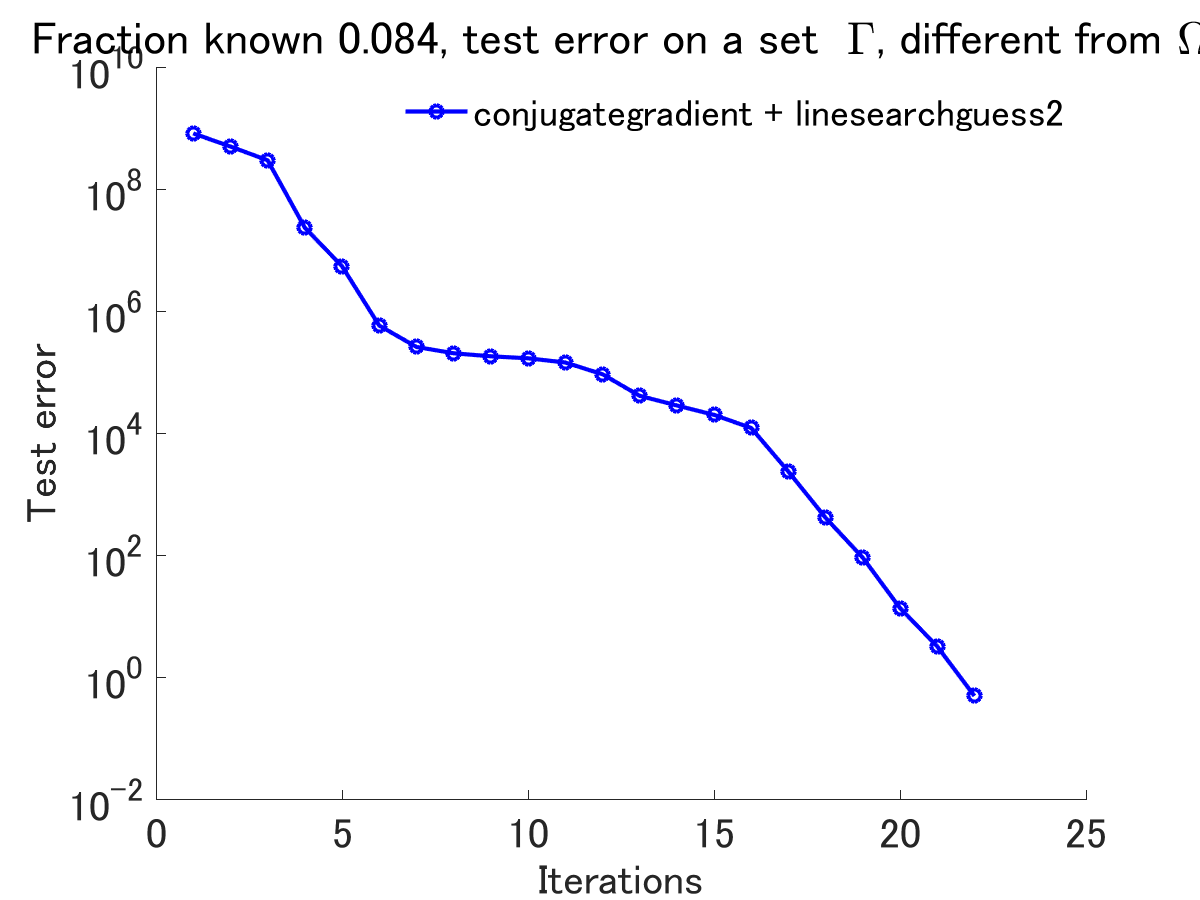 Fraction known 0.084, test error on a set Γ, different from Ω
conjugategradient + linesearchguess2
10^10
10^8
10^6
10^4
10^2
10^0
10^−2
Test error
0 5 10 15 20 25
Iterations